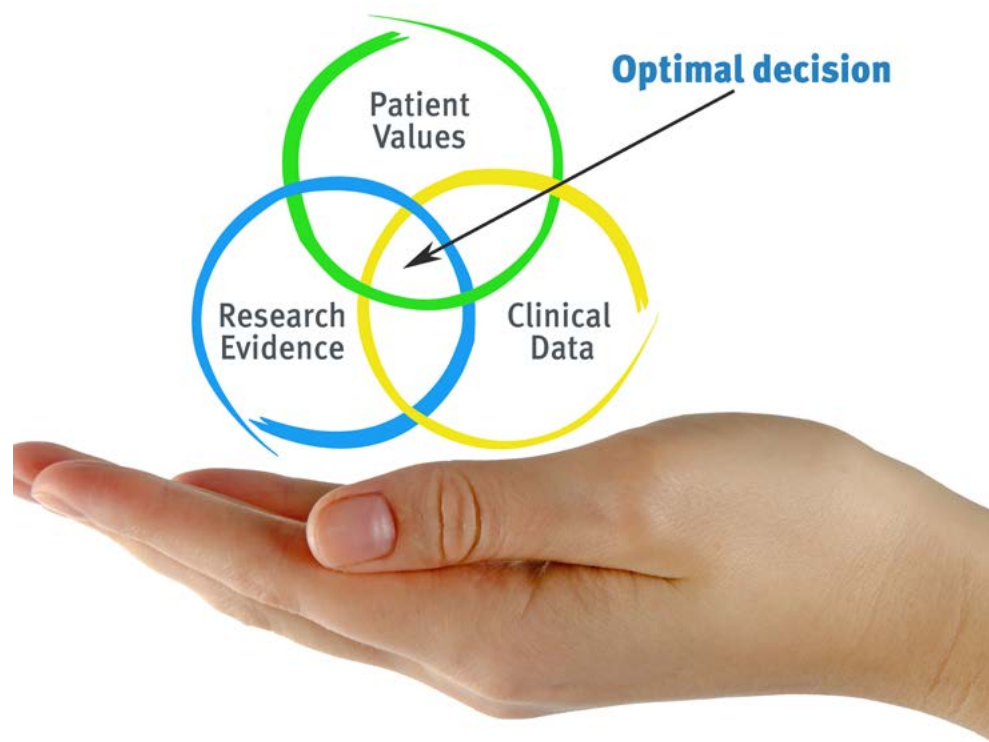 Optimal decision
Patient
Values
Research
Evidence
Clinical
Data